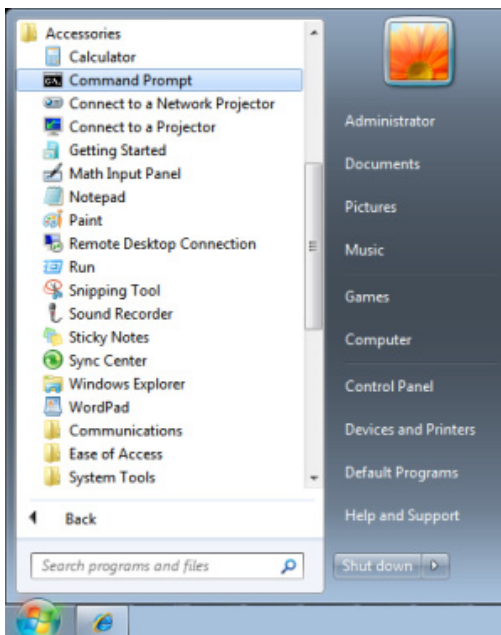 Accessories
Calculator
Command Prompt
Connect to a Network Projector
Connect to a Projector
Getting Started
Math Input Panel
Notepad
Paint
Remote Desktop Connection
Run
Snipping Tool
Sound Recorder
Sticky Notes
Sync Center
Windows Explorer
WordPad
Communications
Ease of Access
System Tools
Back
Search programs and files
Administrator
Documents
Pictures
Music
Games
Computer
Control Panel
Devices and Printers
Default Programs
Help and Support
Shut down